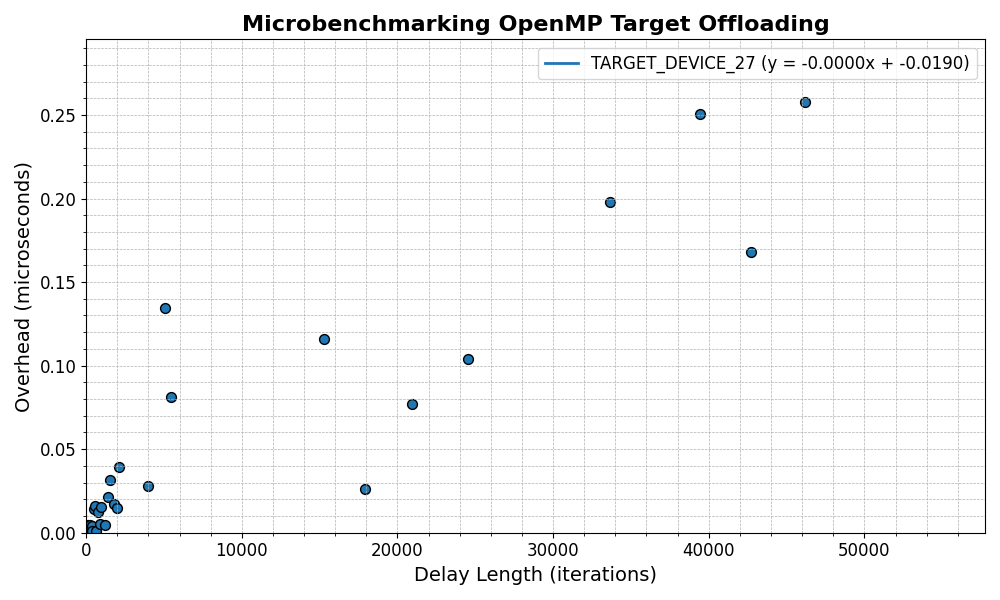 Microbenchmarking OpenMP Target Offloading
TARGET_DEVICE_27 (y = -0.0000x + -0.0190)
Overhead (microseconds)
0.25
0.20
0.15
0.10
0.05
0.00
0 10000 20000 30000 40000 50000
Delay Length (iterations)